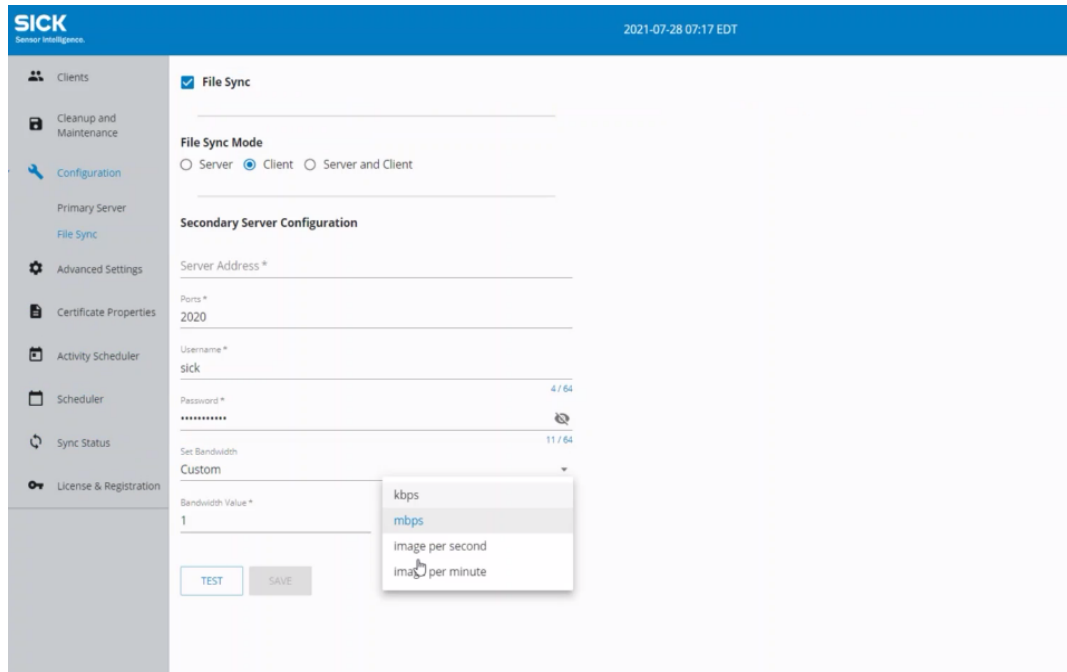 SICK
Sensor Intelligence.
2021-07-28 07:17 EDT
Clients
Cleanup and
Maintenance
Configuration
Primary Server
File Sync
Advanced Settings
Certificate Properties
Activity Scheduler
Scheduler
Sync Status
License & Registration
File Sync
File Sync Mode
Server Client Server and Client
Secondary Server Configuration
Server Address *
Ports *
2020
Username *
sick
4 / 64
Password *
•••••••••••
11 / 64
Set Bandwidth
Custom
Bandwidth Value *
1
kbps
mbps
image per second
image per minute
TEST SAVE